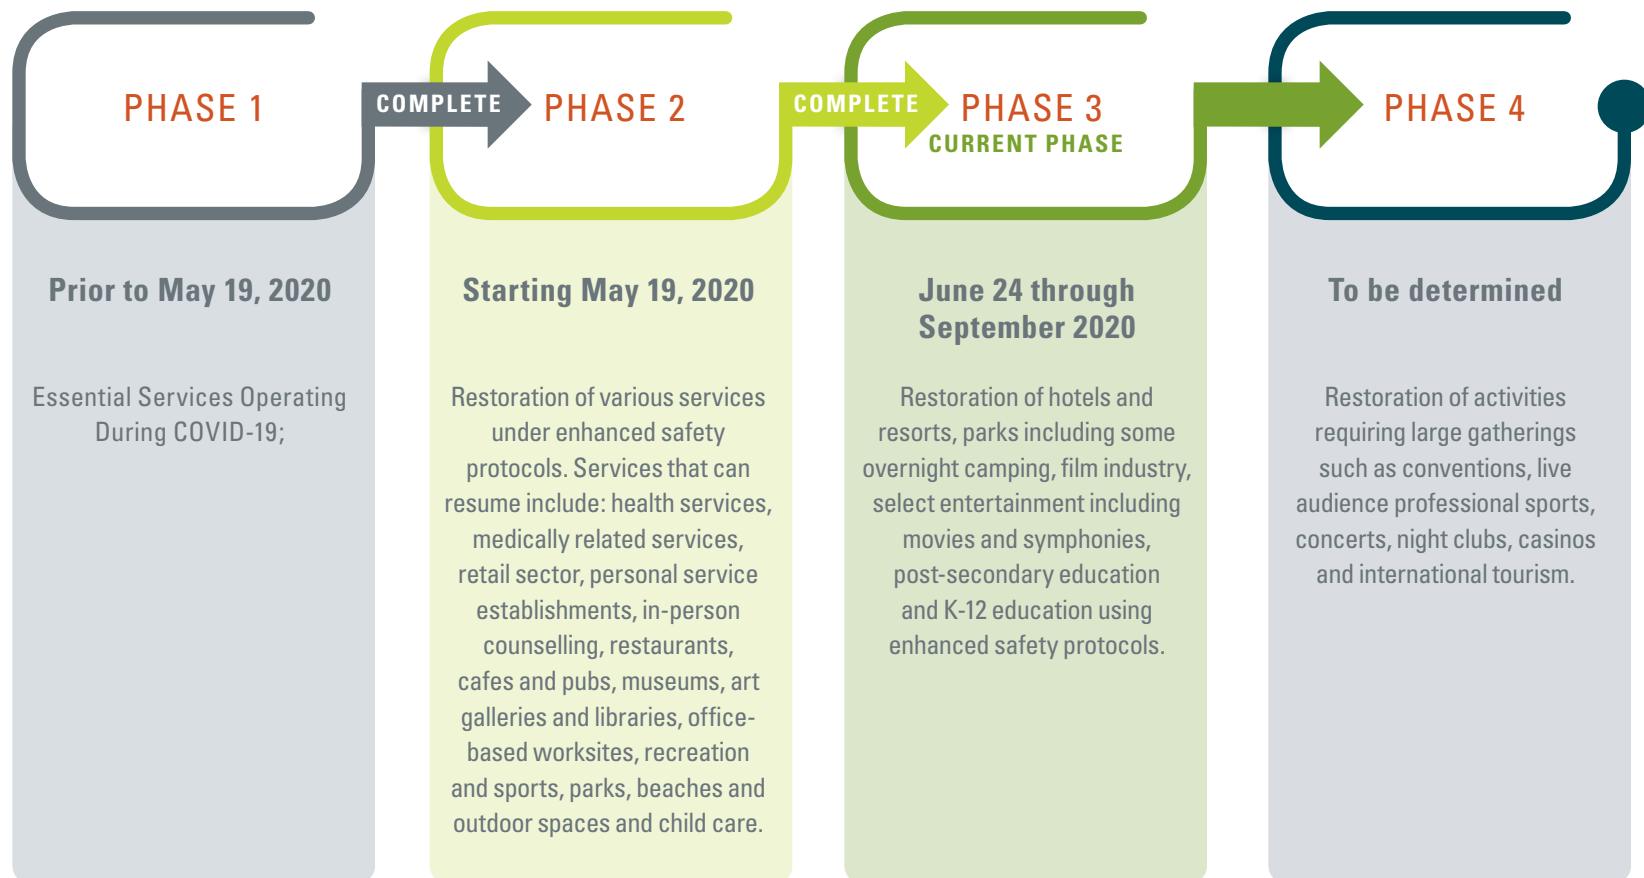 PHASE 1
COMPLETE
PHASE 2
COMPLETE
PHASE 3
CURRENT PHASE
PHASE 4
Prior to May 19, 2020
Essential Services Operating
During COVID-19;
Starting May 19, 2020
Restoration of various services
under enhanced safety
protocols. Services that can
resume include: health services,
medically related services,
retail sector, personal service
establishments, in-person
counselling, restaurants,
cafes and pubs, museums, art
galleries and libraries, office-
based worksites, recreation
and sports, parks, beaches and
outdoor spaces and child care.
June 24 through
September 2020
Restoration of hotels and
resorts, parks including some
overnight camping, film industry,
select entertainment including
movies and symphonies,
post-secondary education
and K-12 education using
enhanced safety protocols.
To be determined
Restoration of activities
requiring large gatherings
such as conventions, live
audience professional sports,
concerts, night clubs, casinos
and international tourism.